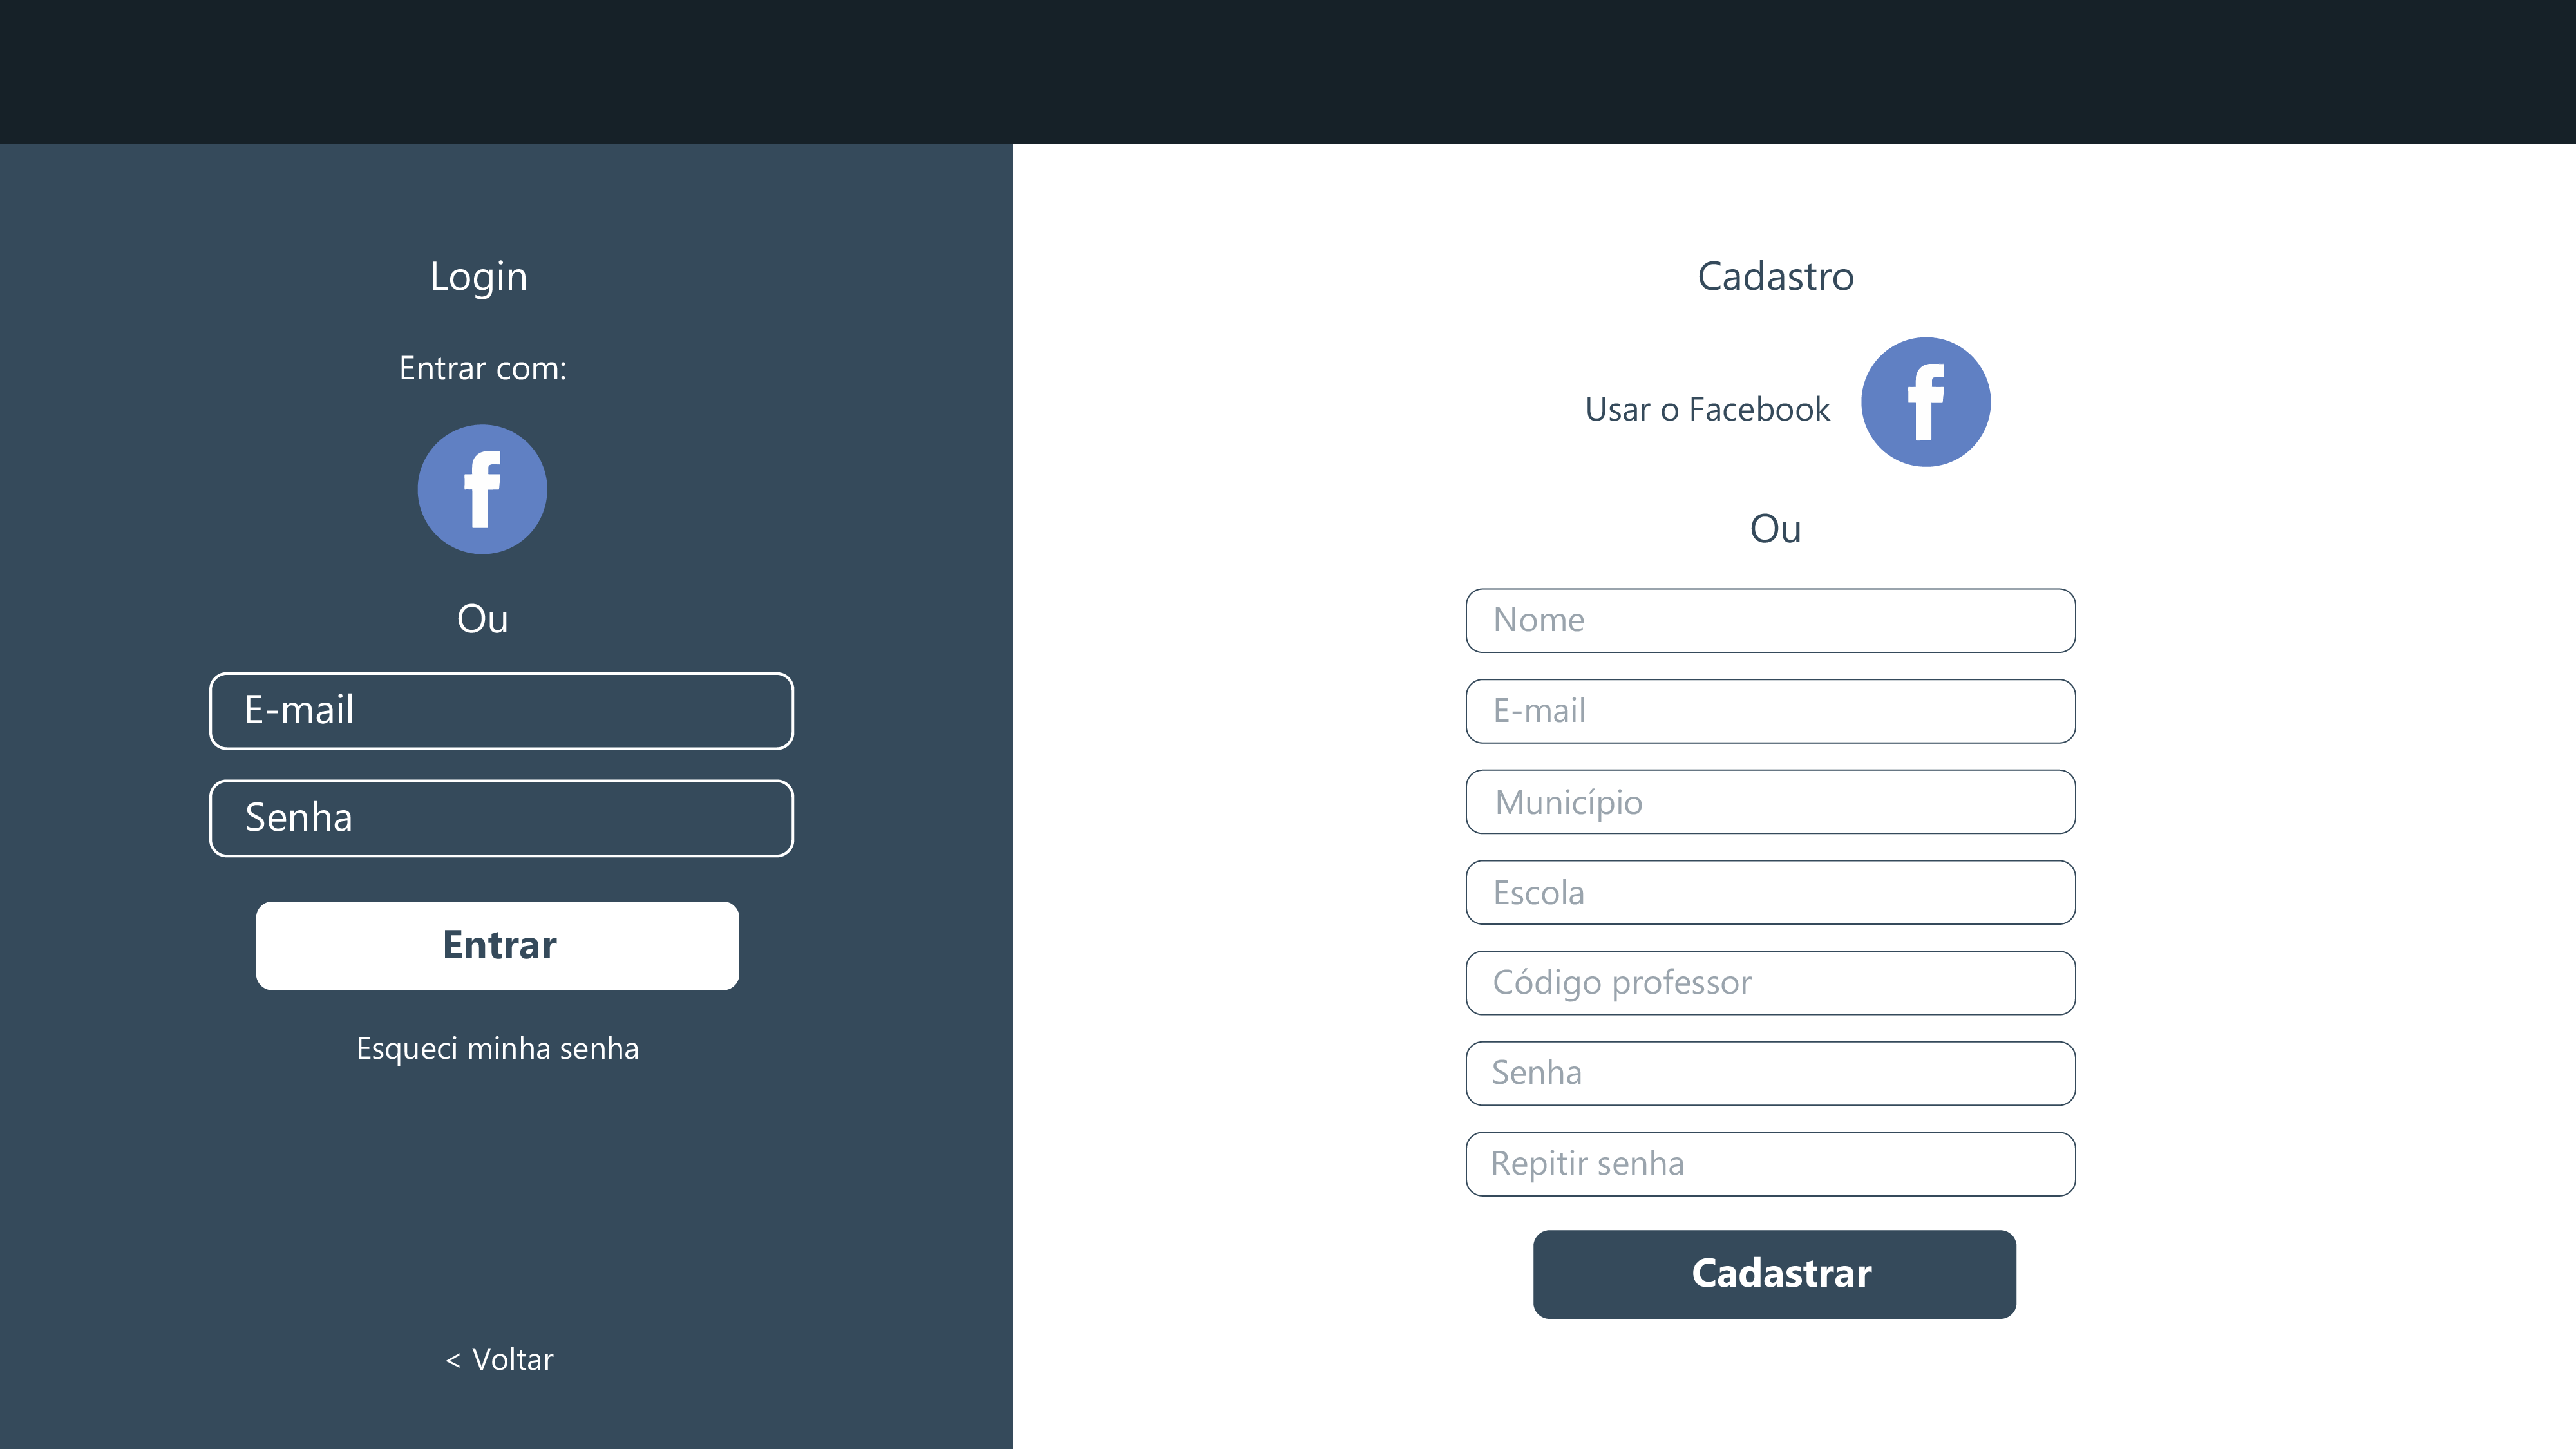 Login
Entrar com:
f
Ou
E-mail
Senha
Entrar
Esqueci minha senha
< Voltar
Cadastro
Usar o Facebook
f
Ou
Nome
E-mail
Município
Escola
Código professor
Senha
Repitir senha
Cadastrar